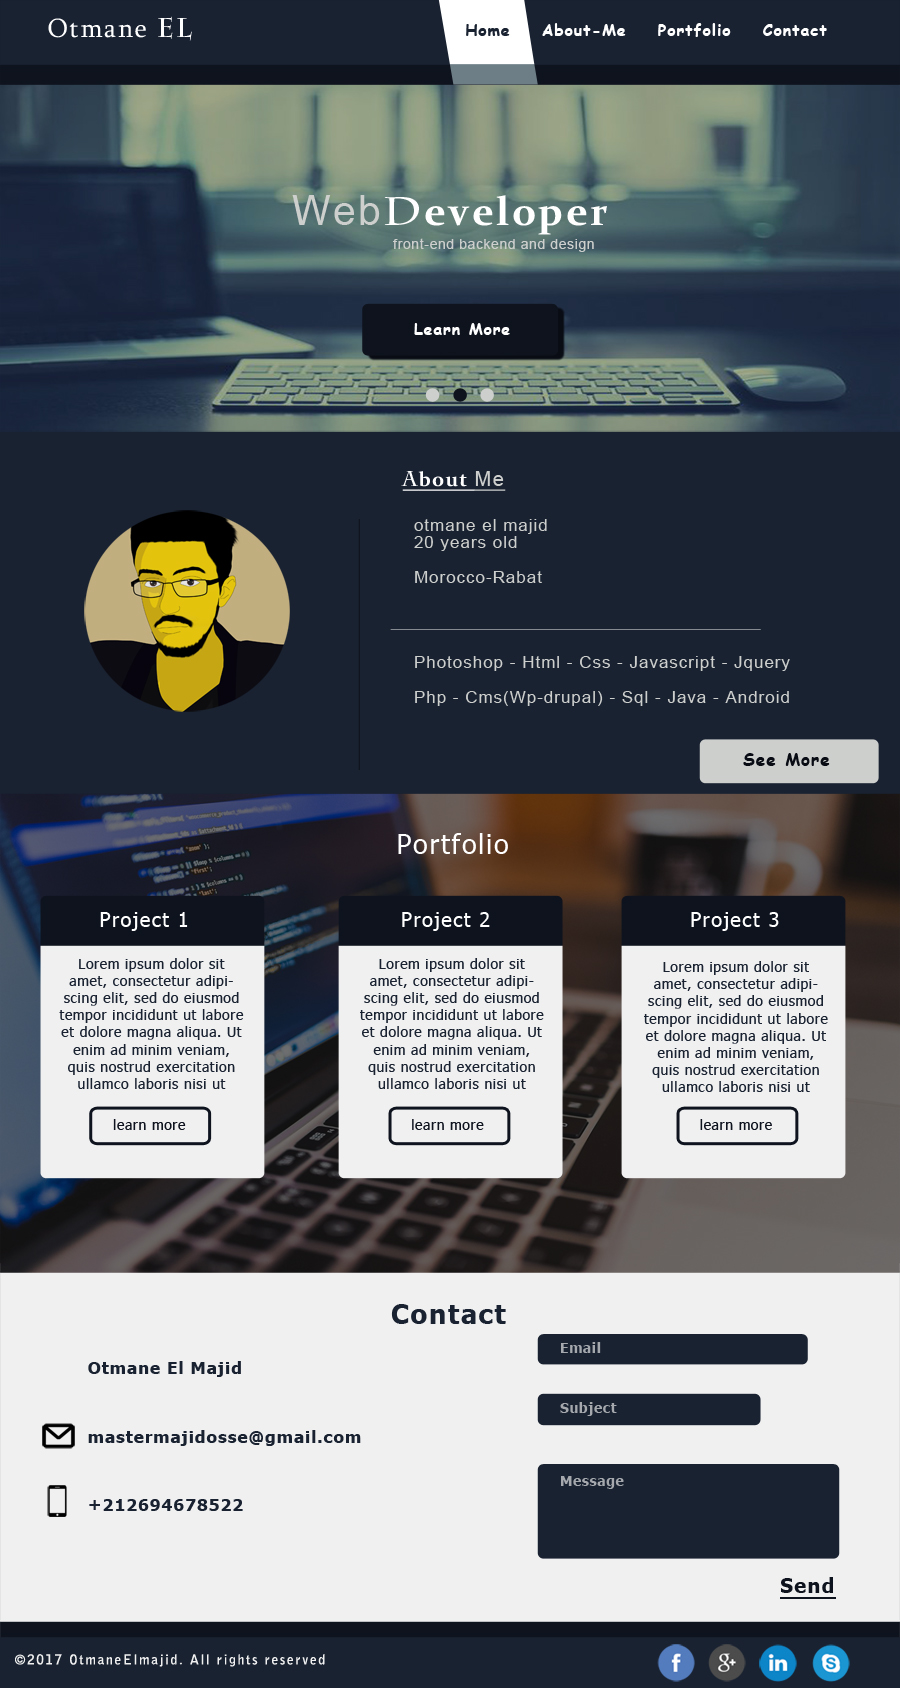 Otmane EL
Home About-Me Portfolio Contact
WebDeveloper
front-end backend and design
Learn More
About Me
otmane el majid
20 years old
Morocco-Rabat
Photoshop - Html - Css - Javascript - Jquery
Php - Cms(Wp-drupal) - Sql - Java - Android
See More
Portfolio
Project 1
Lorem ipsum dolor sit
amet, consectetur adipi-
scing elit, sed do eiusmod
tempor incididunt ut labore
et dolore magna aliqua. Ut
enim ad minim veniam,
quis nostrud exercitation
ullamco laboris nisi ut
learn more
Project 2
Lorem ipsum dolor sit
amet, consectetur adipi-
scing elit, sed do eiusmod
tempor incididunt ut labore
et dolore magna aliqua. Ut
enim ad minim veniam,
quis nostrud exercitation
ullamco laboris nisi ut
learn more
Project 3
Lorem ipsum dolor sit
amet, consectetur adipi-
scing elit, sed do eiusmod
tempor incididunt ut labore
et dolore magna aliqua. Ut
enim ad minim veniam,
quis nostrud exercitation
ullamco laboris nisi ut
learn more
Contact
Otmane El Majid
mastermajidosse@gmail.com
+212694678522
Email
Subject
Message
Send
©2017 OtmaneElmajid. All rights reserved
f g+ in S